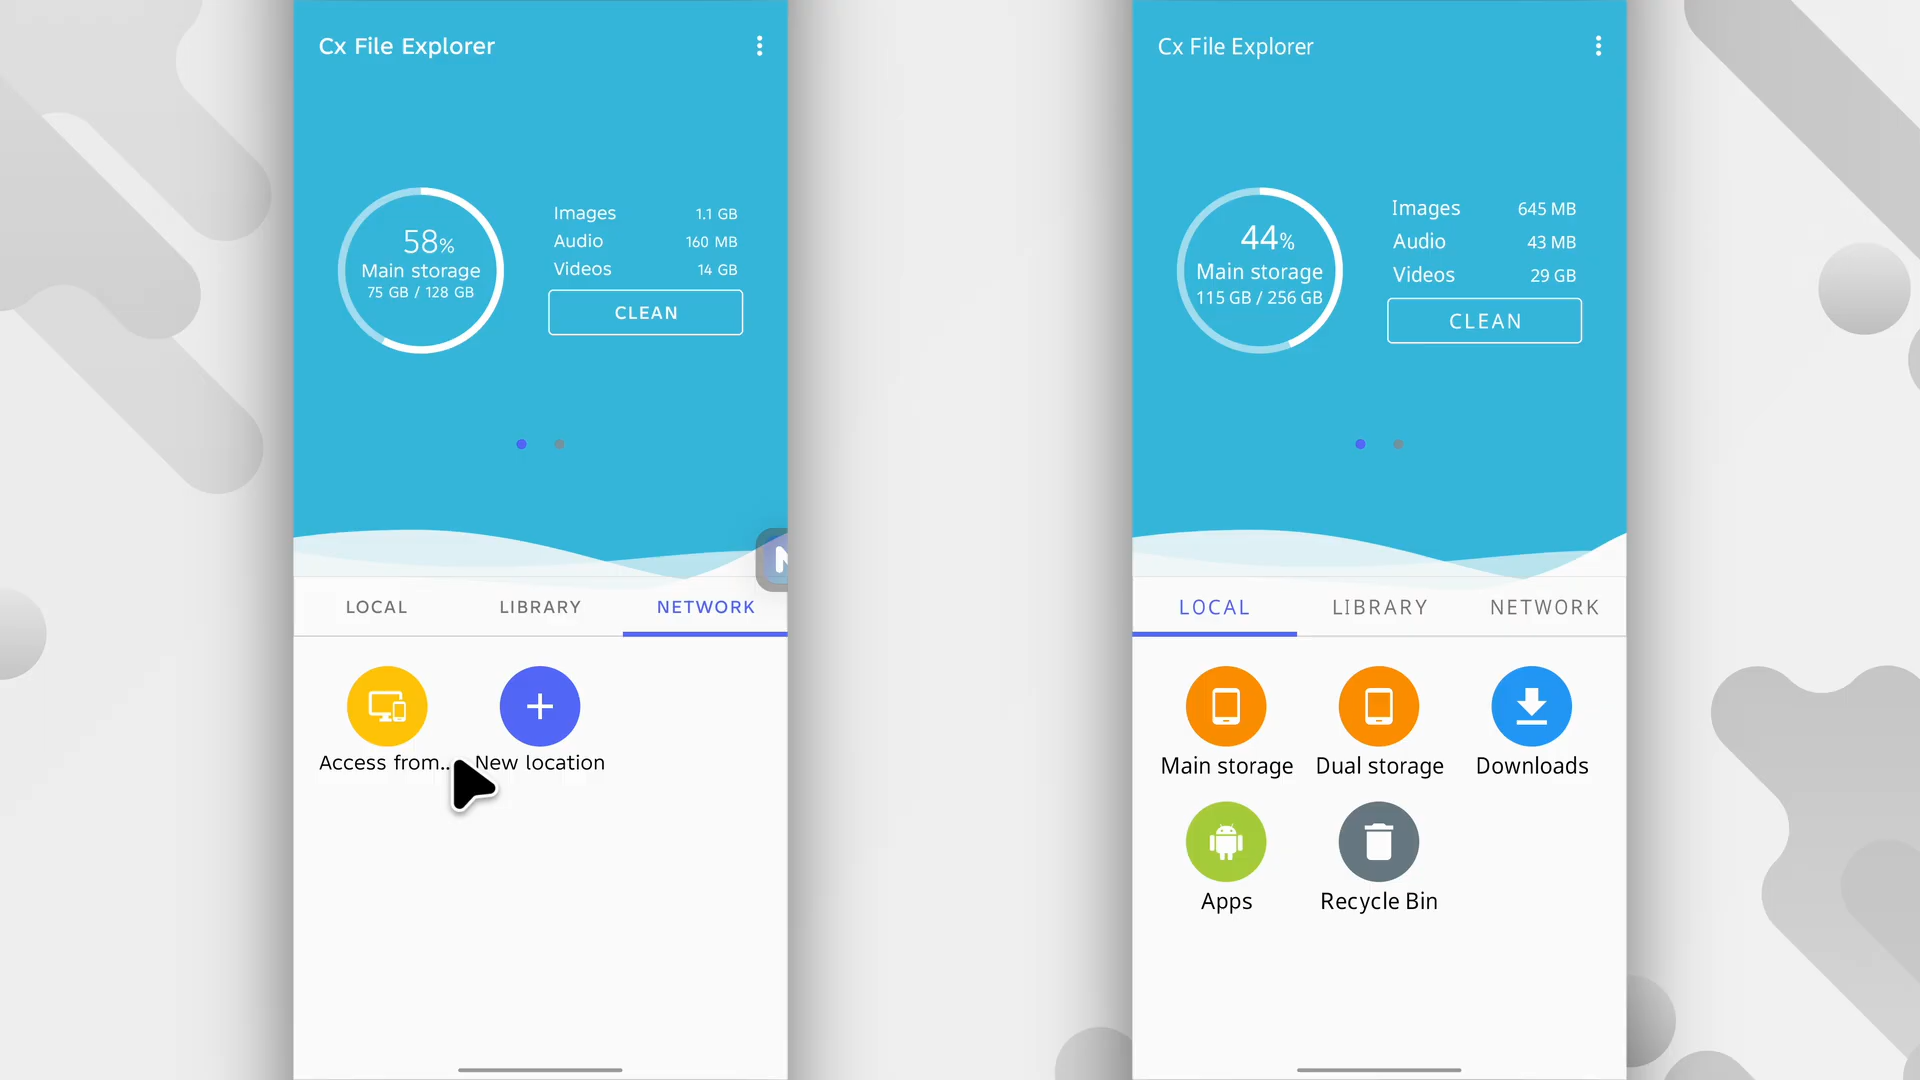 Cx File Explorer
58%
Main storage
75 GB / 128 GB
Images 1.1 GB
Audio 160 MB
Videos 14 GB
CLEAN
LOCAL LIBRARY NETWORK
Access from.. New location
Cx File Explorer
44%
Main storage
115 GB / 256 GB
Images 645 MB
Audio 43 MB
Videos 29 GB
CLEAN
LOCAL LIBRARY NETWORK
Main storage Dual storage Downloads
Apps Recycle Bin